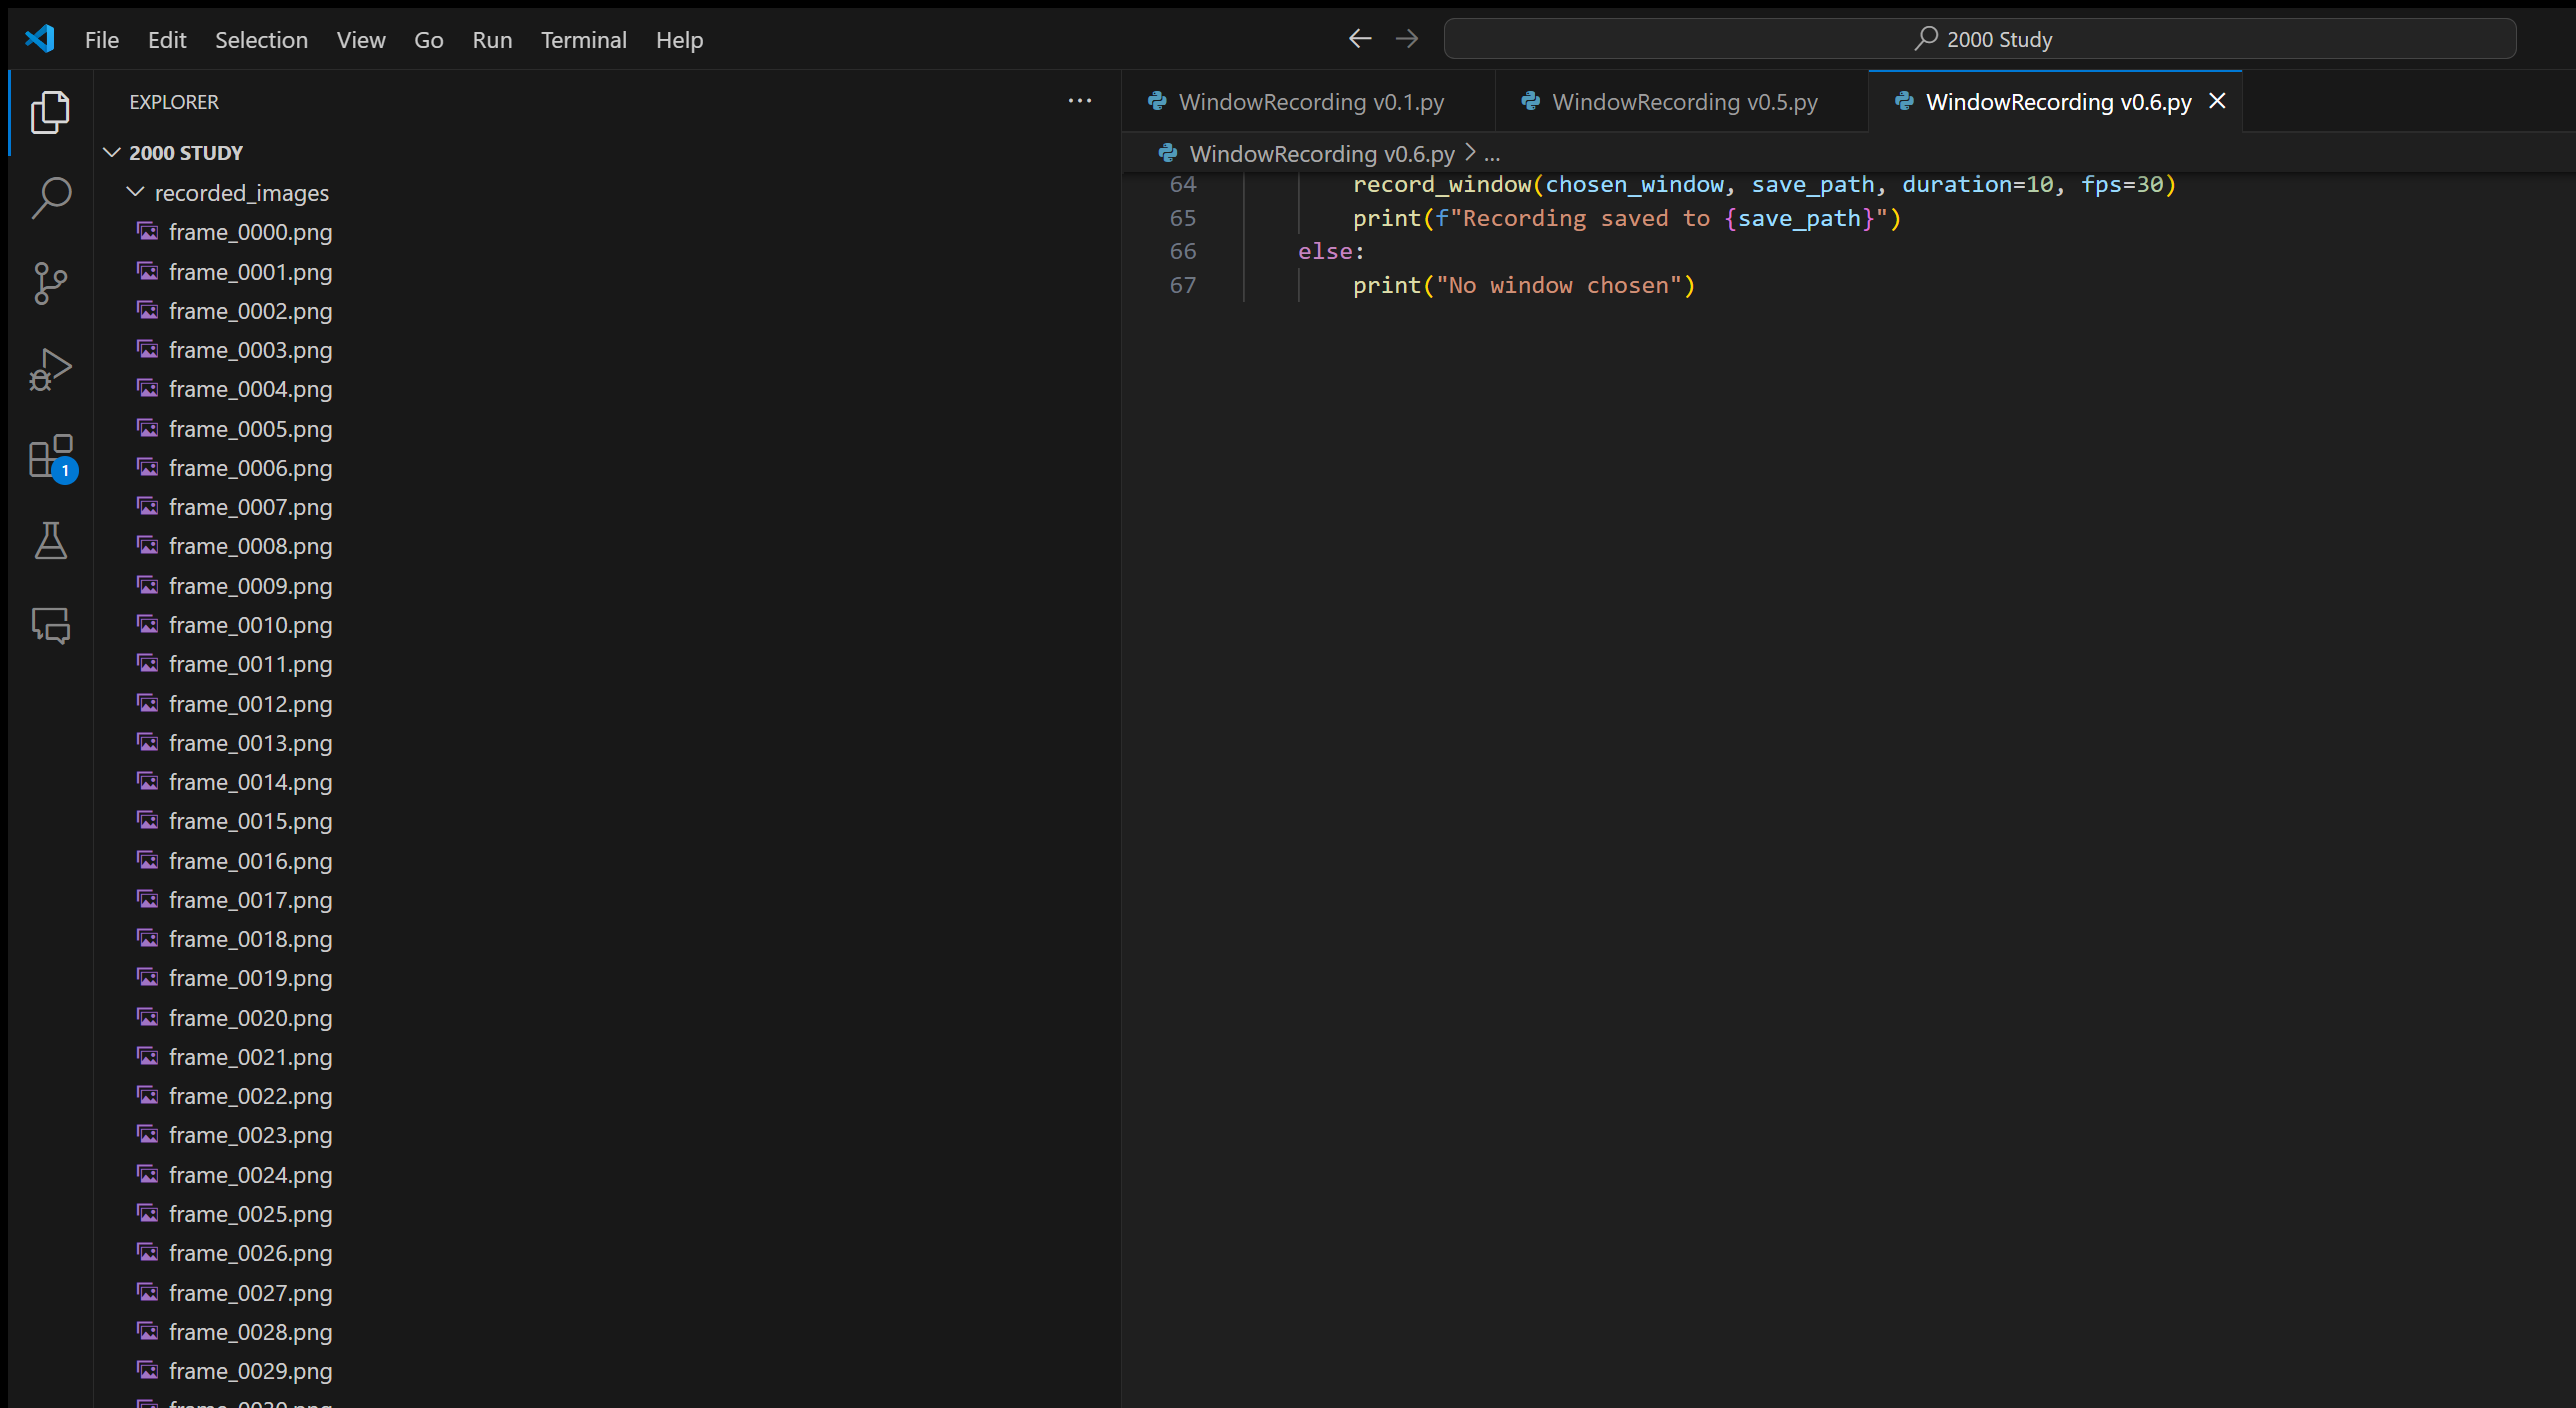 File Edit Selection View Go Run Terminal Help
2000 Study
EXPLORER
2000 STUDY
recorded_images
frame_0000.png
frame_0001.png
frame_0002.png
frame_0003.png
frame_0004.png
frame_0005.png
frame_0006.png
frame_0007.png
frame_0008.png
frame_0009.png
frame_0010.png
frame_0011.png
frame_0012.png
frame_0013.png
frame_0014.png
frame_0015.png
frame_0016.png
frame_0017.png
frame_0018.png
frame_0019.png
frame_0020.png
frame_0021.png
frame_0022.png
frame_0023.png
frame_0024.png
frame_0025.png
frame_0026.png
frame_0027.png
frame_0028.png
frame_0029.png
frame_0030.png
1
WindowRecording v0.1.py WindowRecording v0.5.py WindowRecording v0.6.py
WindowRecording v0.6.py > ...
64 record_window(chosen_window, save_path, duration=10, fps=30)
65 print(f"Recording saved to {save_path}")
66 else:
67 print("No window chosen")